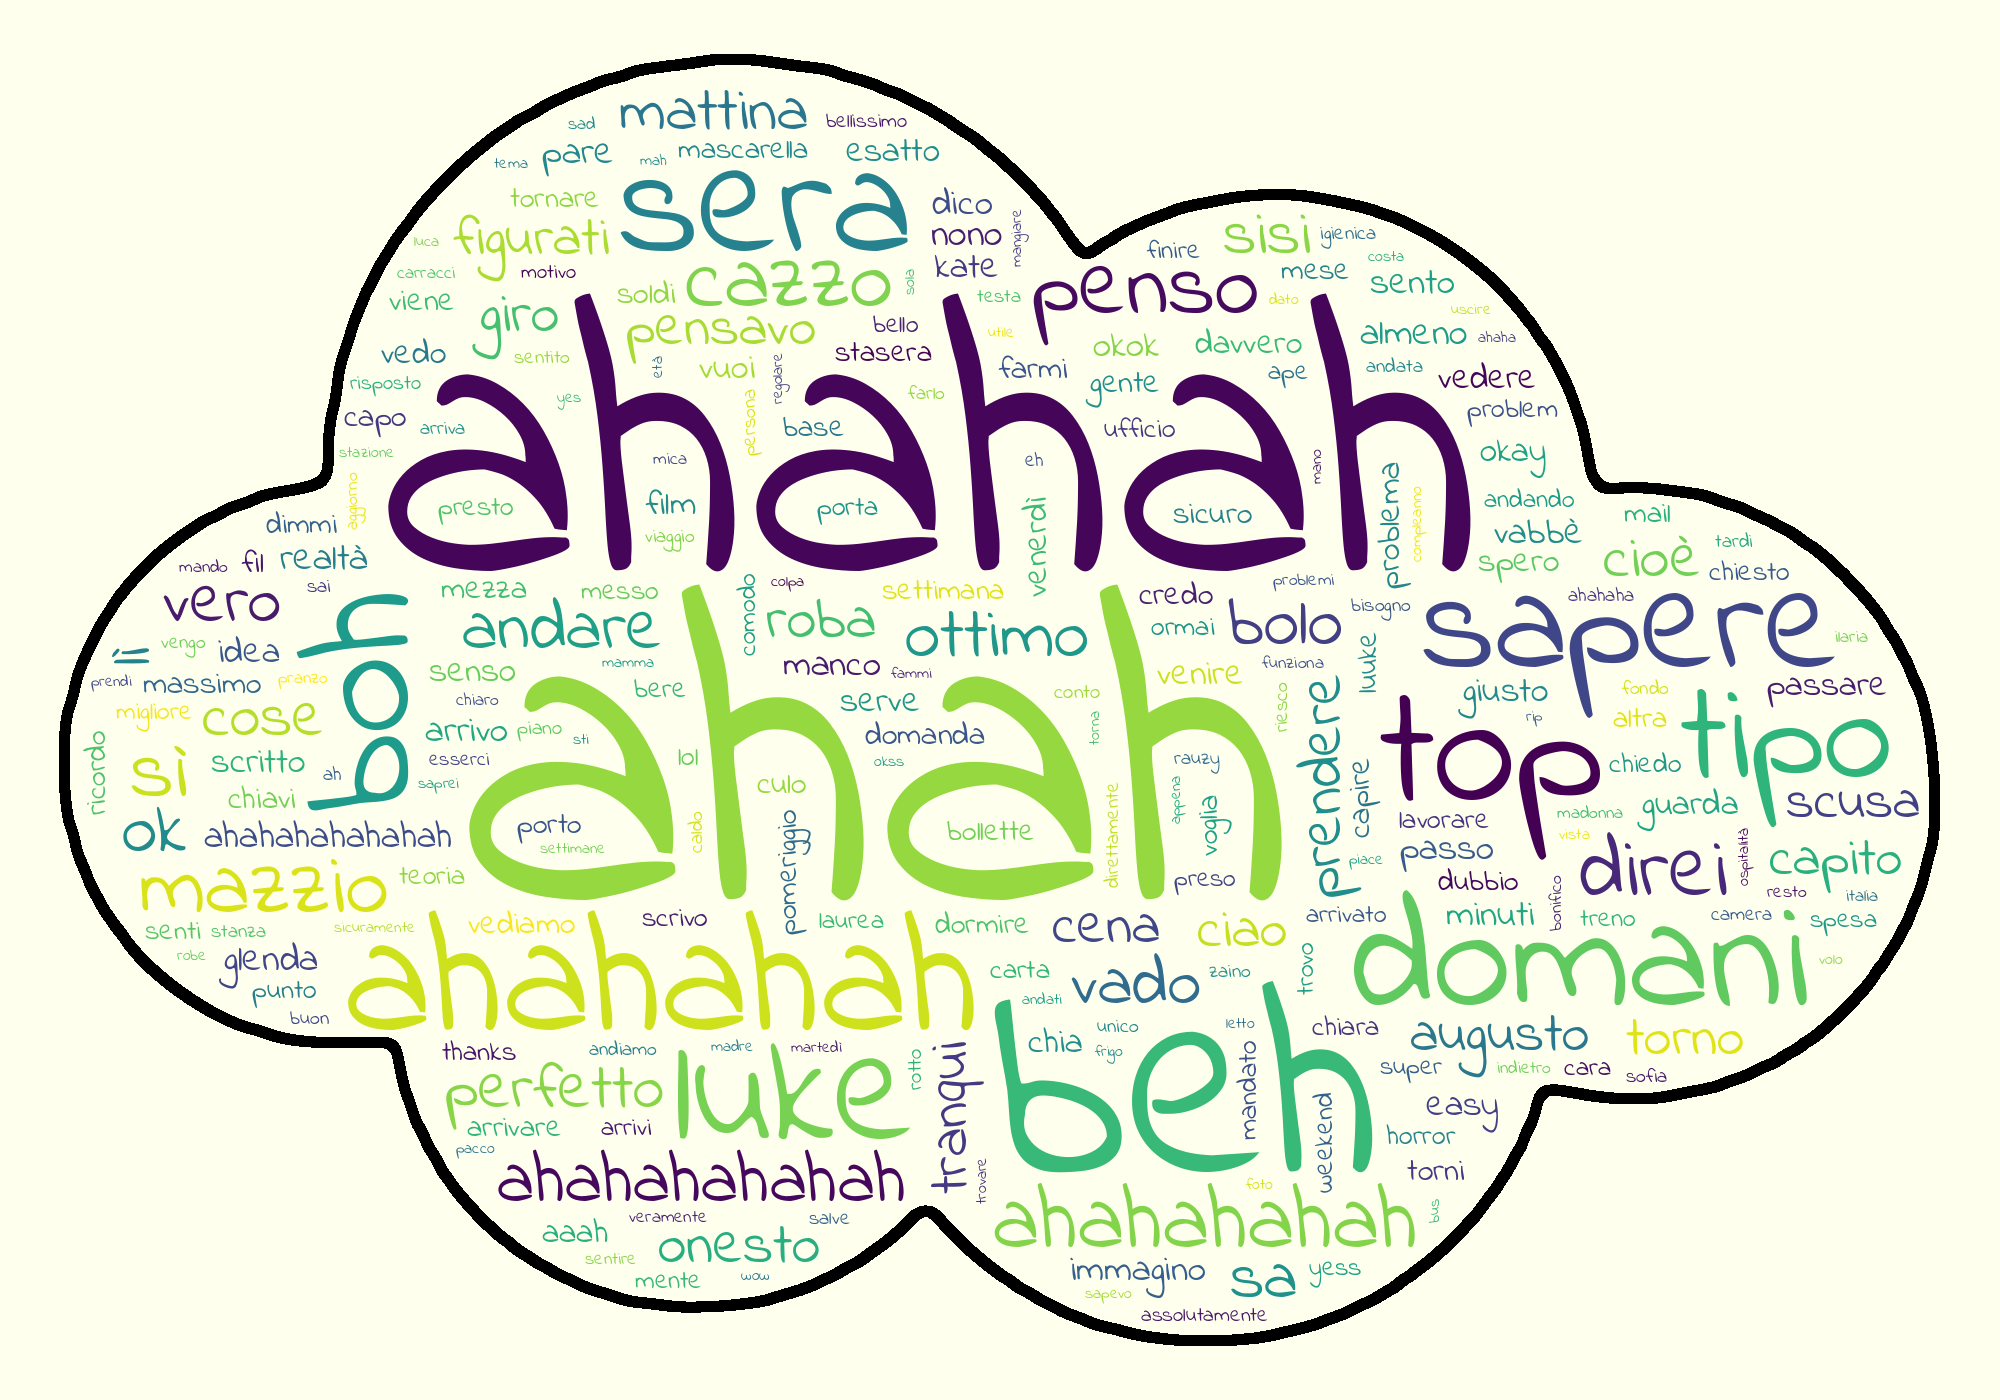 mattina
sad
bellissimo
tema
pare
mah
mascarella
esatto
tornare
sera
dico
luca
figurati
nono
mangiare
sisi
igienica
carracci
motivo
kate
finire
costa
viene
soldi
cazzo
sola
testa
penso
mese
sento
giro
dato
uscire
pensavo
bello
utile
okok
davvero
almeno
ahaha
vedo
sentito
età
vuoi
regolare
stasera
farmi
gente
ape
andata
vedere
risposto
yes
farlo
problem
capo
arriva
persona
base
ufficio
stazione
ahahah
mica
eh
mano
problema
okay
aggiorno
presto
film
porta
venerdì
sicuro
compleanno
andando
dimmi
viaggio
vabbè
mail
mando
fil
realtà
spero
cioè
tardi
chiesto
vero
sai
mezza
messo
comodo
colpa
settimana
credo
problemi
bisogno
ahahaha
boh
andare
roba
ottimo
ormai
bolo
luuke
sapere
ilaria
vengo
idea
ii
senso
mamma
manco
fammi
venire
funziona
prendi
massimo
pranzo
chiaro
bere
serve
conto
riesco
prendere
giusto
fondo
passare
migliore
cose
arrivo
piano
sti
domanda
torna
top
rip
altra
tipo
ricordo
sì
scritto
ah
esserci
lol
okss
rauzy
chiedo
chiavi
saprei
culo
appena
capire
guarda
scusa
ok
ahahahahahah
porto
settimane
caldo
pomeriggio
ahah
bollette
direttamente
voglia
lavorare
madonna
vista
mazzio
teoria
preso
piace
passo
direi
ospitalità
capito
dubbio
bonifico
resto
italia
senti
stanza
sicuramente
vediamo
scrivo
laurea
dormire
cena
ciao
arrivato
minuti
treno
camera
spesa
robe
glenda
ahahahah
carta
vado
zaino
trovo
domani
volo
punto
andati
buon
chia
unico
letto
beh
chiara
augusto
torno
thanks
andiamo
madre
martedì
frigo
perfetto
luke
rotto
tranqui
mandato
super
indietro
cara
sofia
arrivare
arrivi
weekend
easy
pacco
horror
ahahahahah
trovare
torni
veramente
salve
foto
bus
aaah
onesto
ahahahahah
sentire
mente
wow
immagino
sa
yess
sapevo
assolutamente